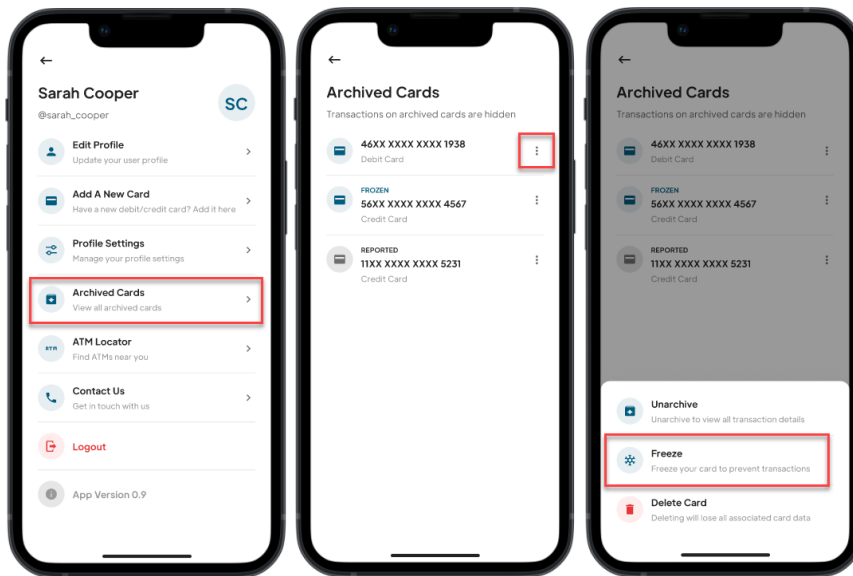 Sarah Cooper
@sarah_cooper
SC
Edit Profile
Update your user profile
Add A New Card
Have a new debit/credit card? Add it here
Profile Settings
Manage your profile settings
Archived Cards
View all archived cards
ATM
ATM Locator
Find ATMs near you
Contact Us
Get in touch with us
Logout
App Version 0.9
Archived Cards
Transactions on archived cards are hidden
46XX XXXX XXXX 1938
Debit Card
FROZEN
56XX XXXX XXXX 4567
Credit Card
REPORTED
11XX XXXX XXXX 5231
Credit Card
Archived Cards
Transactions on archived cards are hidden
46XX XXXX XXXX 1938
Debit Card
FROZEN
56XX XXXX XXXX 4567
Credit Card
REPORTED
11XX XXXX XXXX 5231
Credit Card
Unarchive
Unarchive to view all transaction details
Freeze
Freeze your card to prevent transactions
Delete Card
Deleting will lose all associated card data